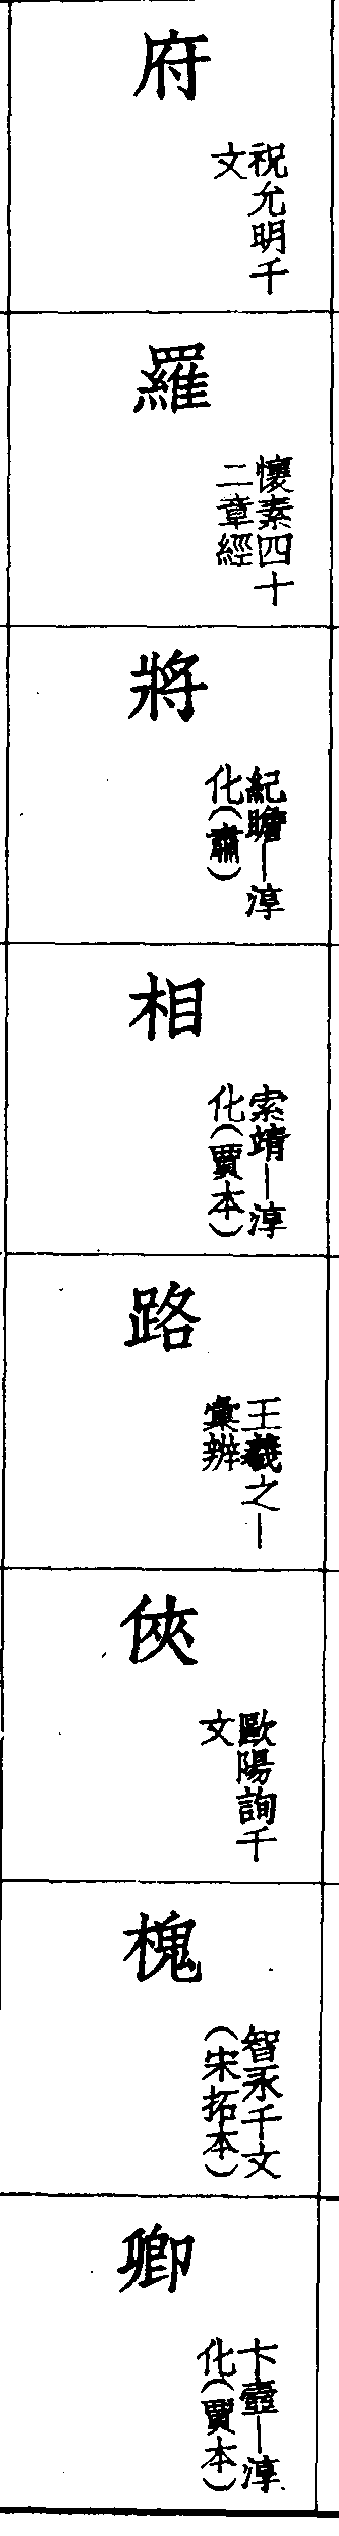 府
祝允明千
文
羅
懷素四十
二章經
將
紀瞻—淳
化（肅）
相
索靖—淳
化（賈本）
路
王羲之—
彙辨
俠
歐陽詢千
文
槐
智永千文
（宋拓本）
卿
卞壼—淳
化（賈本）